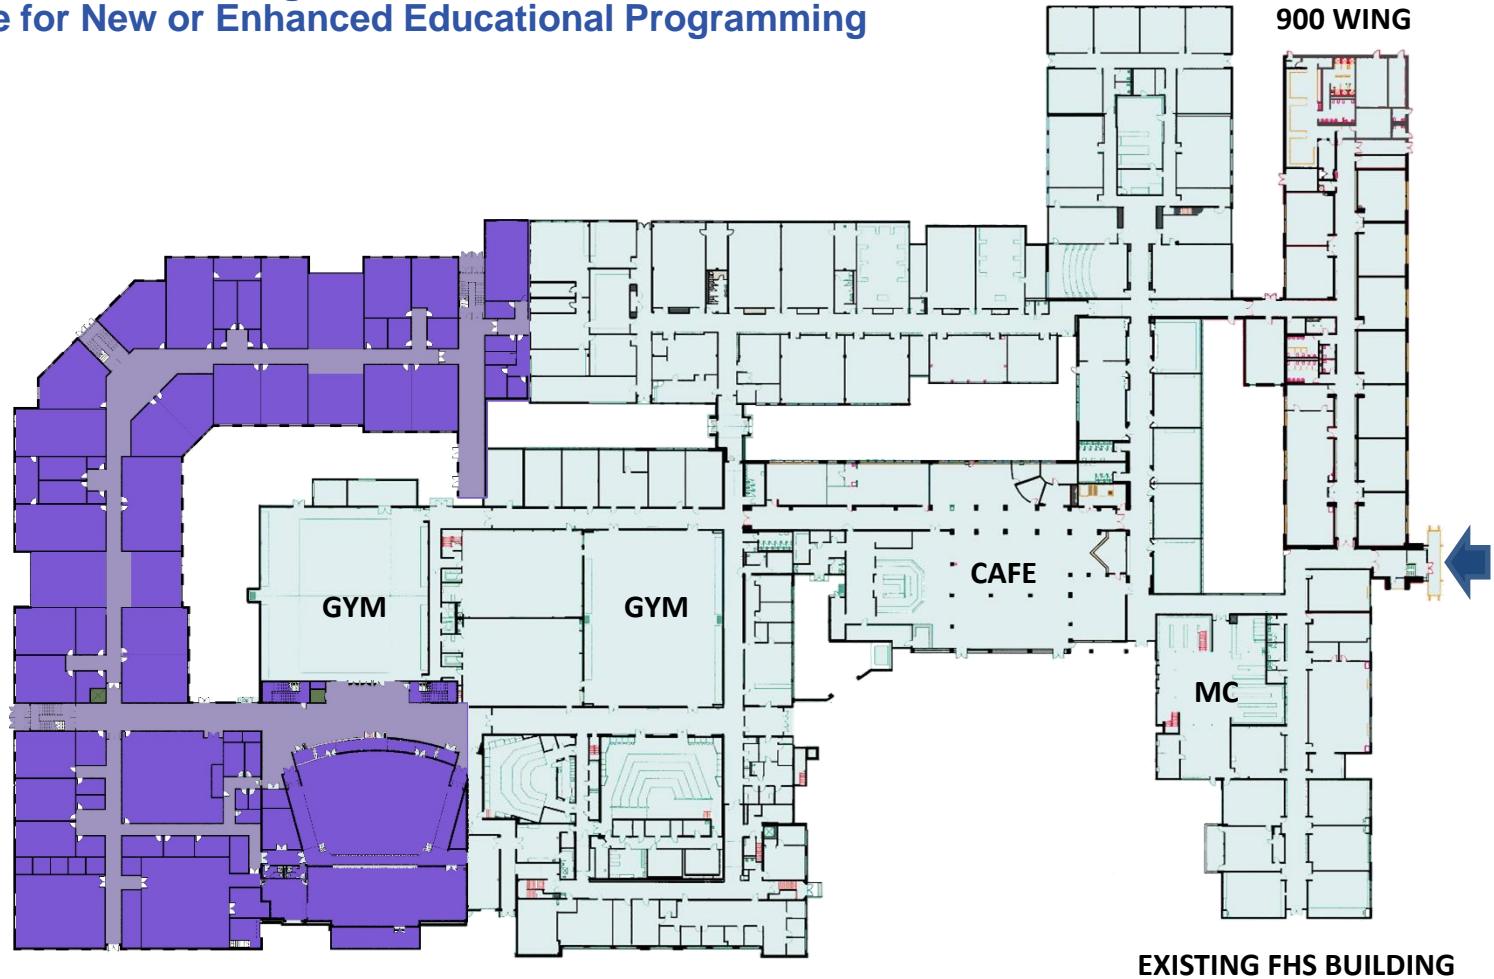 e for New or Enhanced Educational Programming
900 WING
GYM
GYM
CAFE
MC
EXISTING FHS BUILDING